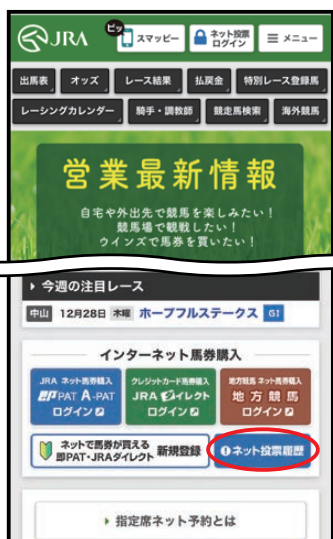 JRA
ピッ
スマッピー
ネット投票
ログイン
メニュー
出馬表
オッズ
レース結果
払戻金
特別レース登録馬
レーシングカレンダー
騎手・調教師
競走馬検索
海外競馬
営業最新情報
自宅や外出先で競馬を楽しみたい!
競馬場で観戦したい!
ウインズで馬券を買いたい!
今週の注目レース
中山 12月28日 木曜 ホープフルステークス GI
インターネット馬券購入
JRA ネット馬券購入
即PAT A-PAT
ログイン
クレジットカード馬券購入
JRA ダイレクト
ログイン
地方競馬 ネット馬券購入
地方競馬
ログイン
ネットで馬券が買える
即PAT・JRAダイレクト
新規登録
ネット投票履歴
指定席ネット予約とは